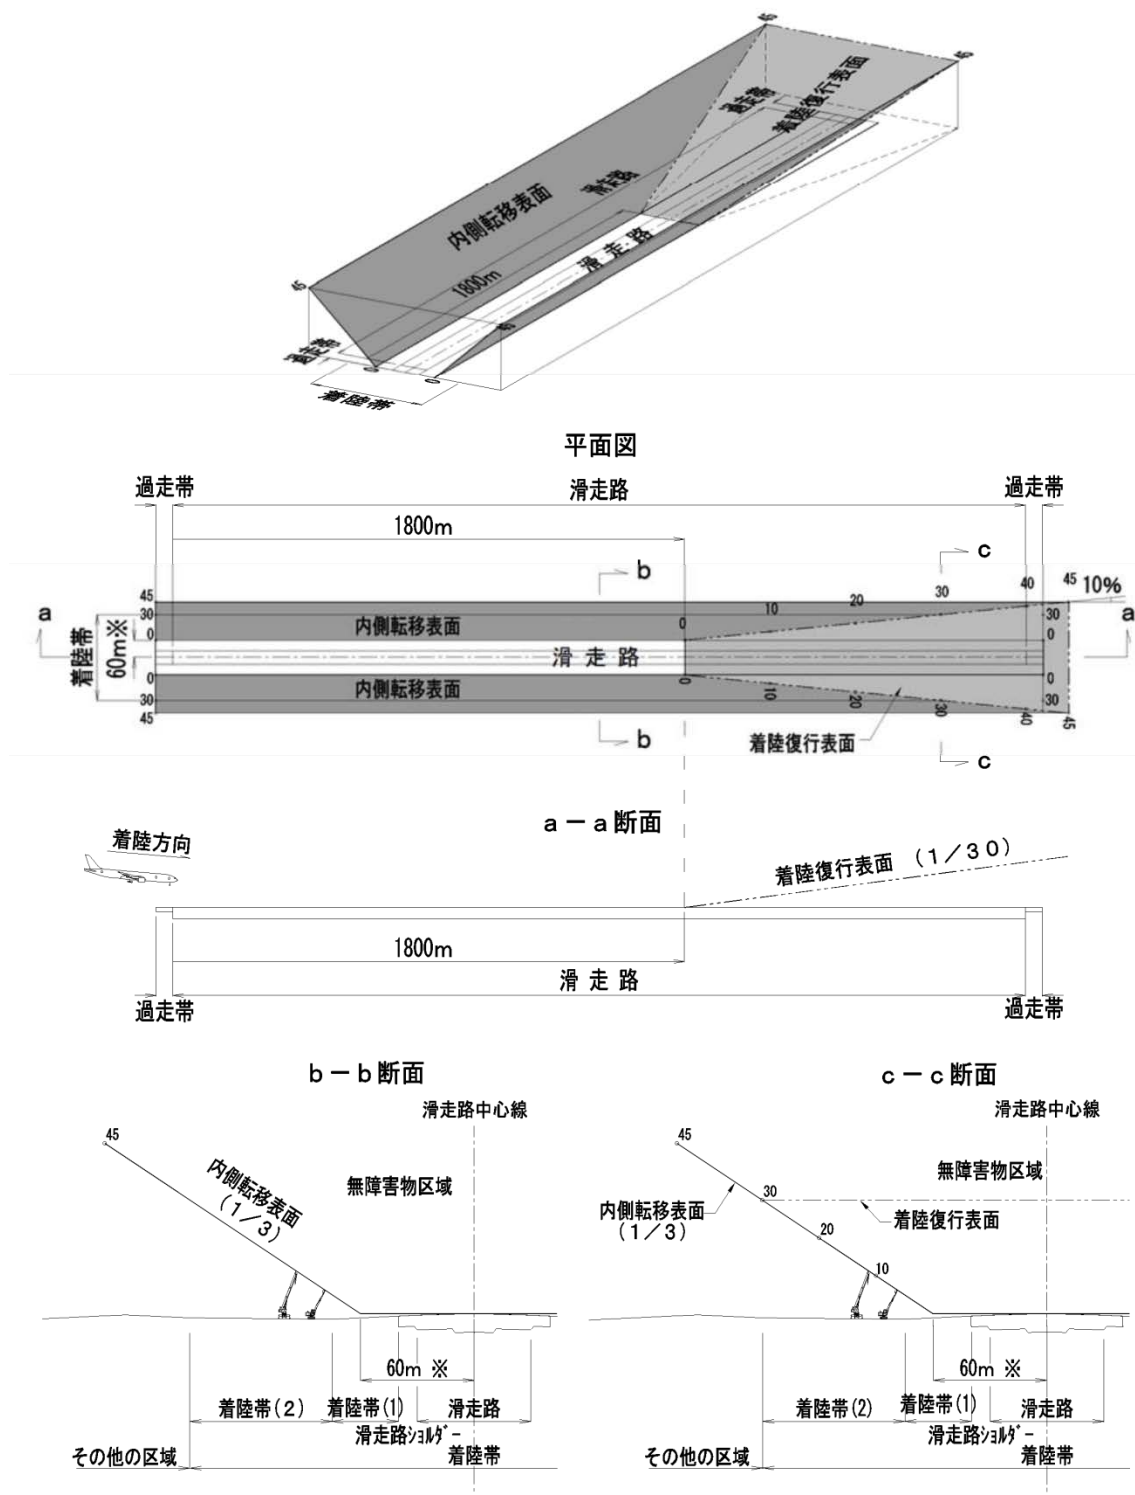 45
45
過走帯
着陸復行表面
滑走路
内側転移表面
滑走路
1800m
45
45
過走帯
0
0
着陸帯
平面図
過走帯
滑走路
過走帯
1800m
c
b
45
10
20
30
40
45
10%
a
30
内側転移表面
0
30
a
着陸帯
60m※
0
0
滑走路
0
内側転移表面
0
0
30
10
20
30
30
45
40
45
着陸復行表面
b
c
a－a断面
着陸方向
着陸復行表面 (1／30)
1800m
滑走路
過走帯
過走帯
b－b断面
c－c断面
滑走路中心線
滑走路中心線
45
内側転移表面
(1／3)
無障害物区域
45
無障害物区域
30
内側転移表面
(1／3)
着陸復行表面
20
10
60m ※
60m ※
着陸帯(2)
着陸帯(1)
滑走路
着陸帯(2)
着陸帯(1)
滑走路
滑走路ショルダー
滑走路ショルダー
その他の区域
着陸帯
その他の区域
着陸帯